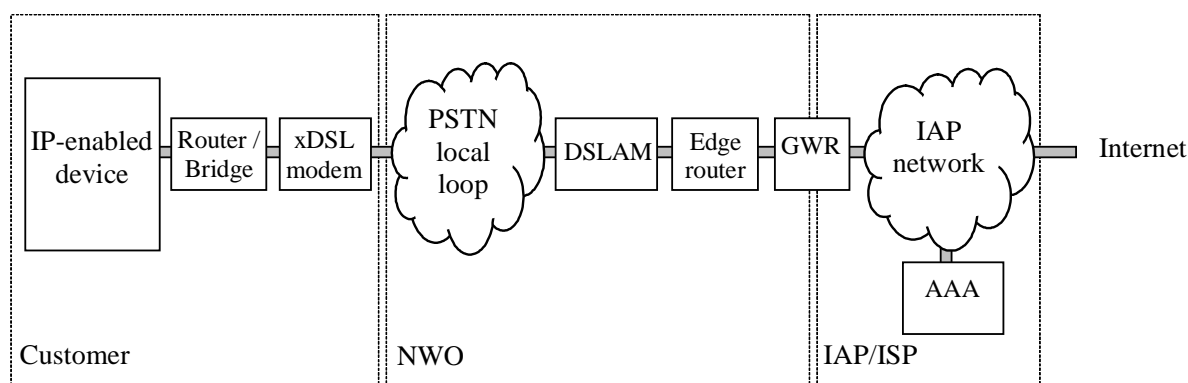 IP-enabled
device
Router /
Bridge
xDSL
modem
PSTN
local
loop
DSLAM
Edge
router
GWR
IAP
network
Internet
AAA
Customer
NWO
IAP/ISP